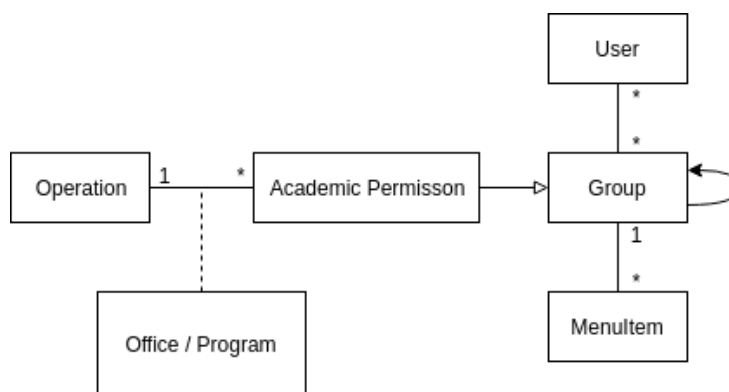 User
*
*
Operation
1
*
Academic Permisson
Group
1
*
MenuItem
Office / Program